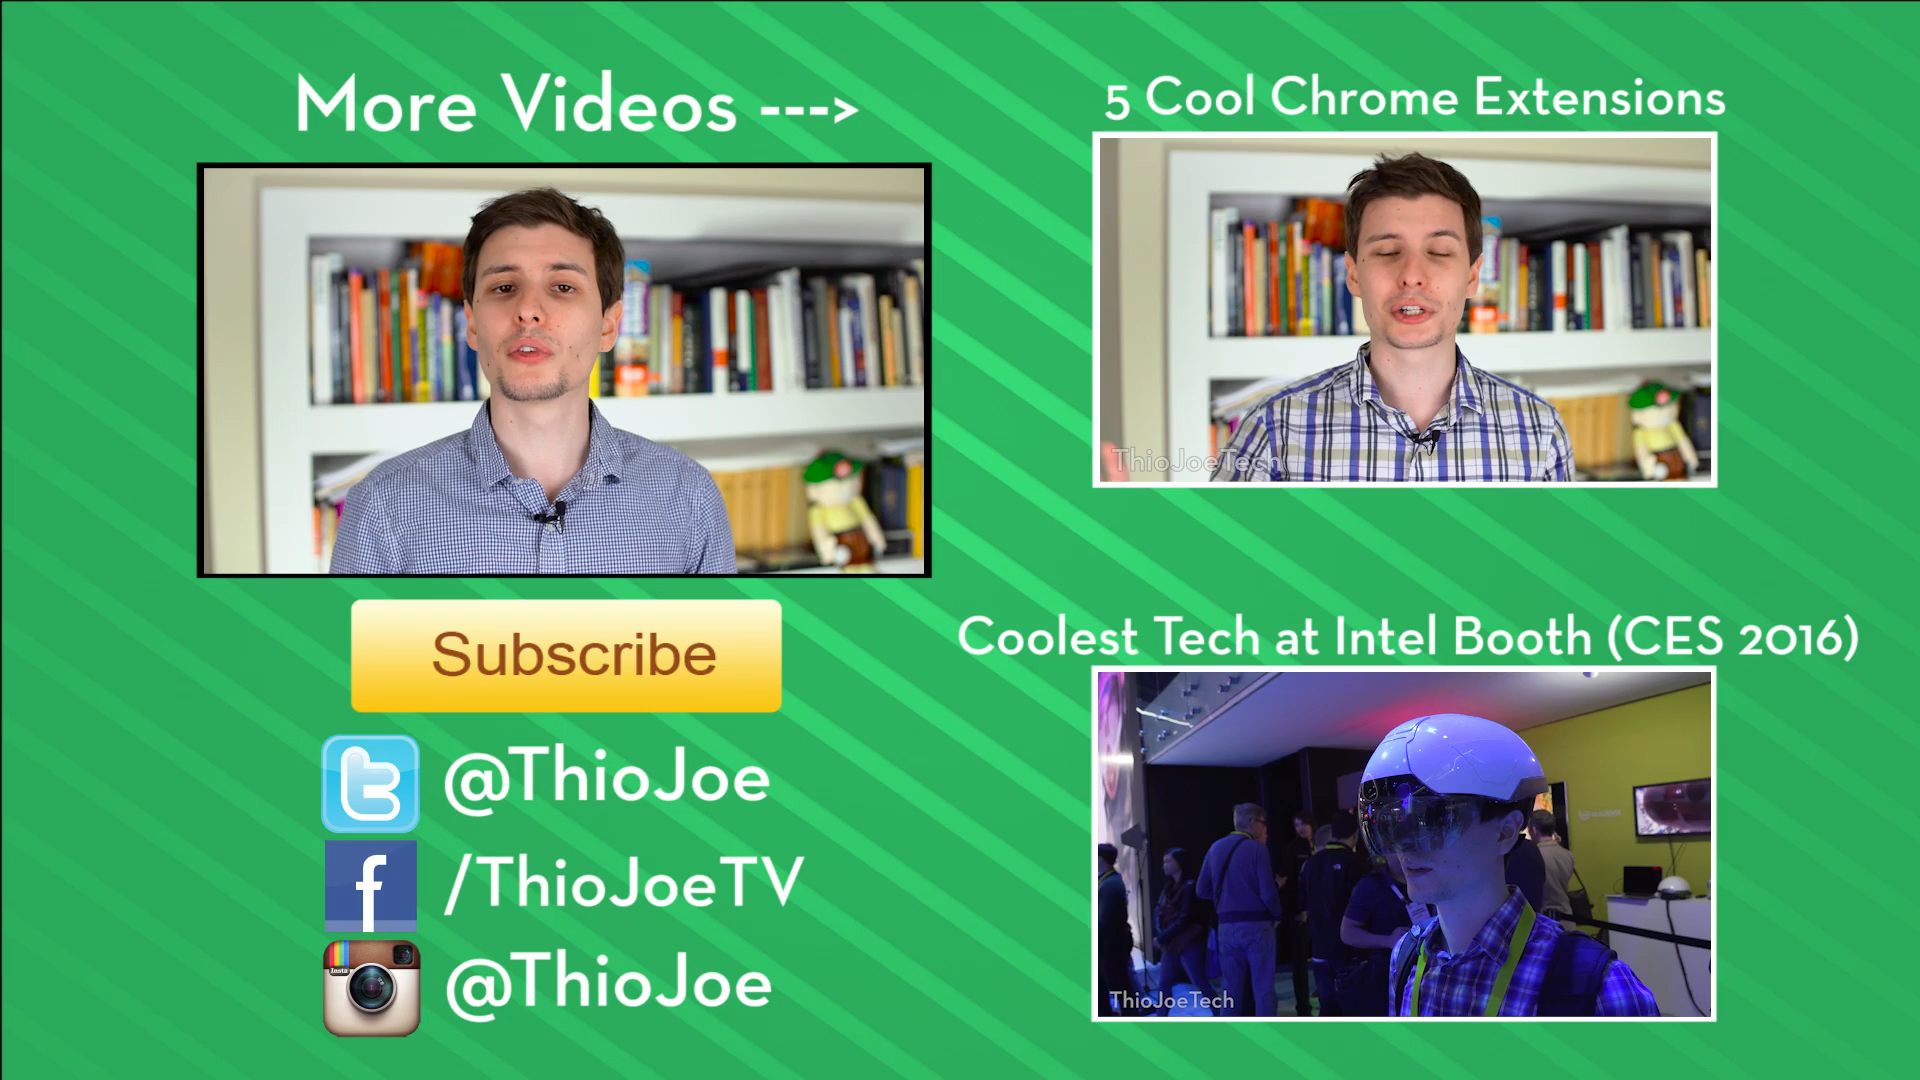 More Videos --->
5 Cool Chrome Extensions
ThioJoeTech
Subscribe
Coolest Tech at Intel Booth (CES 2016)
@ThioJoe
/ThioJoeTV
Insta
@ThioJoe
ThioJoeTech